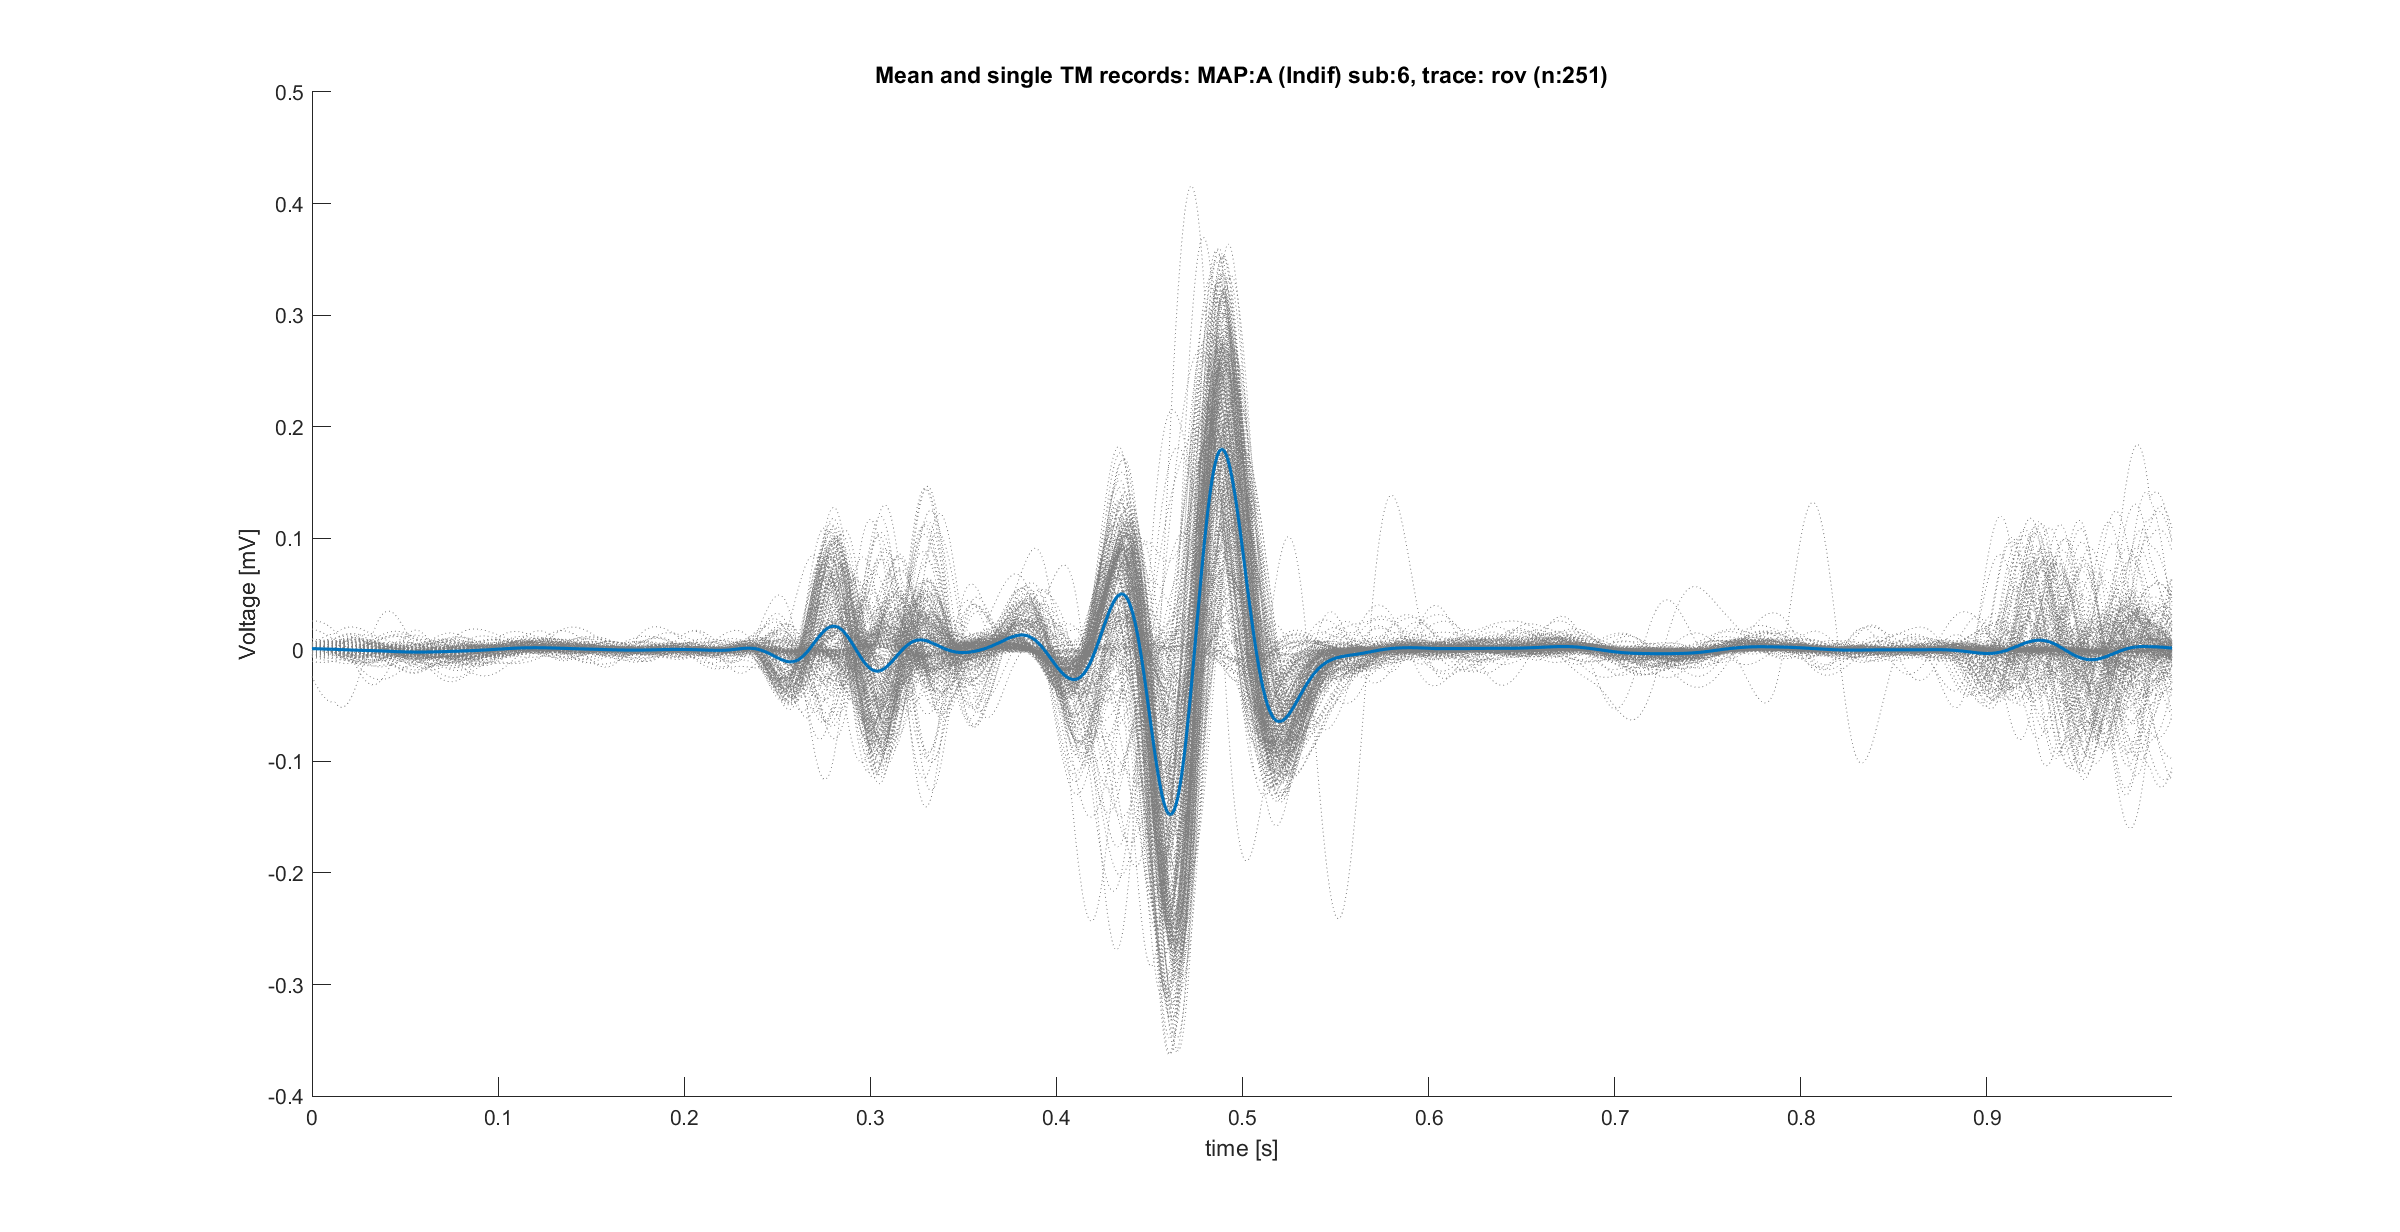 Mean and single TM records: MAP:A (Indif) sub:6, trace: rov (n:251)
0.5
0.4
0.3
0.2
0.1
0
-0.1
-0.2
-0.3
-0.4
Voltage [mV]
0 0.1 0.2 0.3 0.4 0.5 0.6 0.7 0.8 0.9
time [s]